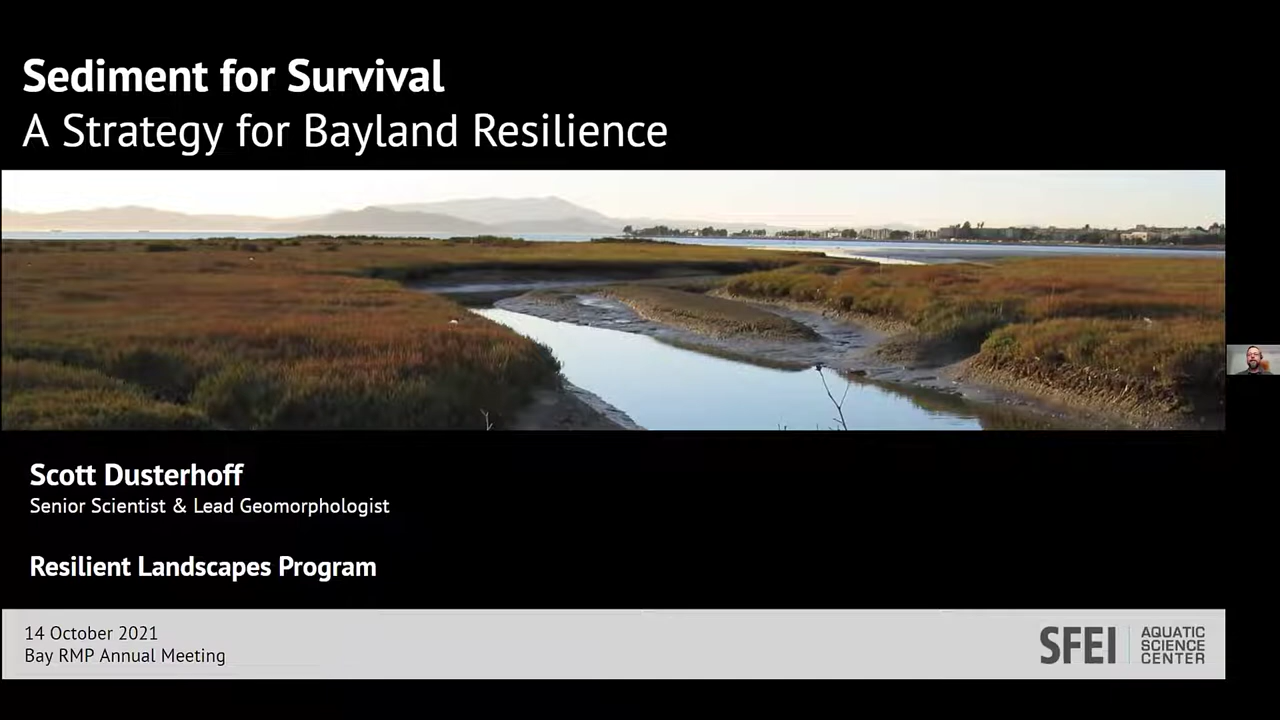 Sediment for Survival
A Strategy for Bayland Resilience
Scott Dusterhoff
Senior Scientist & Lead Geomorphologist
Resilient Landscapes Program
14 October 2021
Bay RMP Annual Meeting
SFEI
AQUATIC
SCIENCE
CENTER